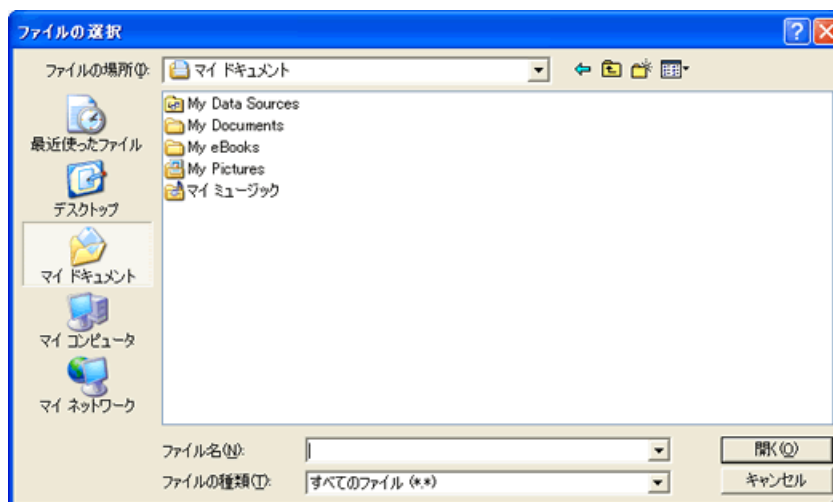 ファイルの選択
ファイルの場所(I):
マイ ドキュメント
最近使ったファイル
デスクトップ
マイ ドキュメント
マイ コンピュータ
マイ ネットワーク
My Data Sources
My Documents
My eBooks
My Pictures
マイ ミュージック
ファイル名(N):
開く(O)
ファイルの種類(T):
すべてのファイル (*.*)
キャンセル